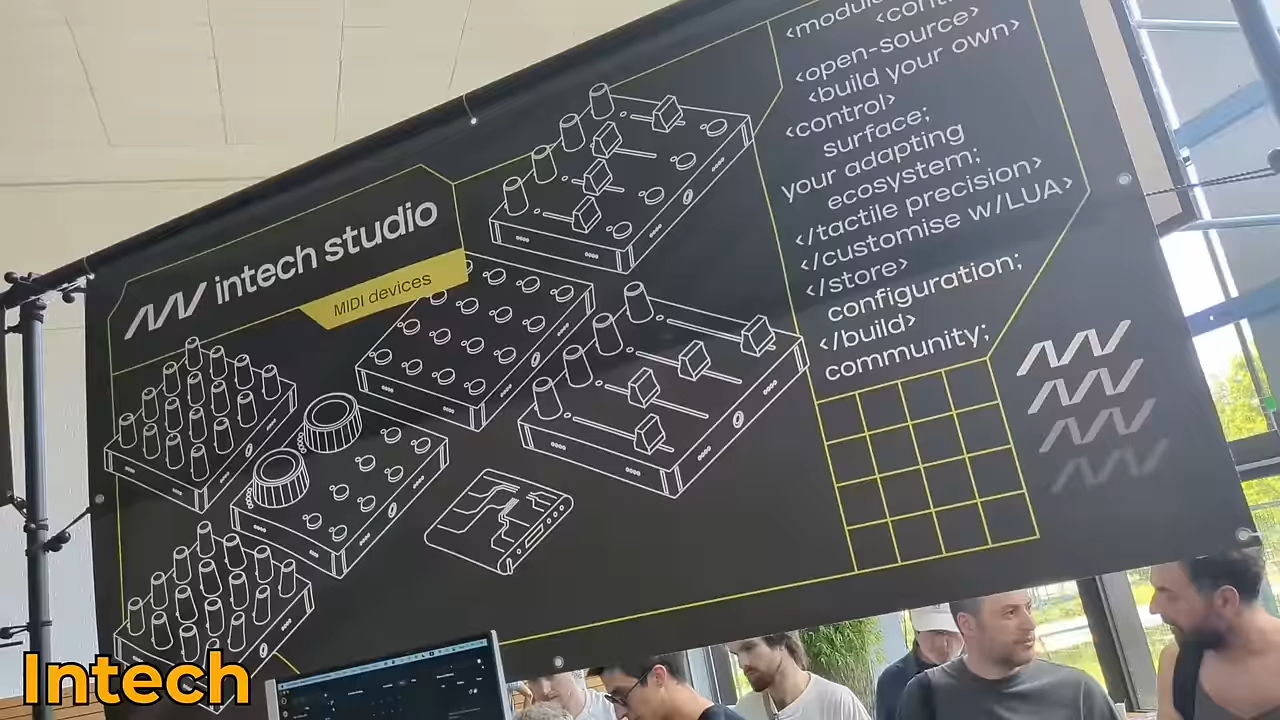 <modula
<cont
<open-source>
<build your own>
<control>
surface;
your adapting
ecosystem;
</tactile precision>
</customise w/LUA>
</store>
configuration;
</build>
community;
intech studio
MIDI devices
Intech